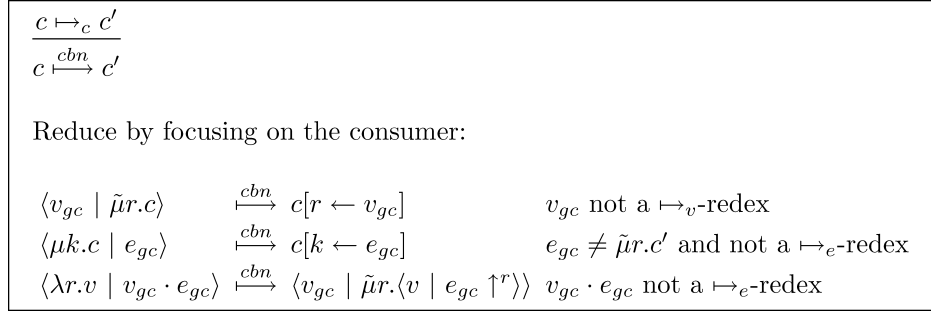 c ↦_c c′
c ⟼^{cbn} c′
Reduce by focusing on the consumer:
⟨v_{gc} | μ̃r.c⟩ ⟼^{cbn} c[r ← v_{gc}] v_{gc} not a ↦_v-redex
⟨μk.c | e_{gc}⟩ ⟼^{cbn} c[k ← e_{gc}] e_{gc} ≠ μ̃r.c′ and not a ↦_e-redex
⟨λr.v | v_{gc} · e_{gc}⟩ ⟼^{cbn} ⟨v_{gc} | μ̃r.⟨v | e_{gc} ↑^r⟩⟩ v_{gc} · e_{gc} not a ↦_e-redex